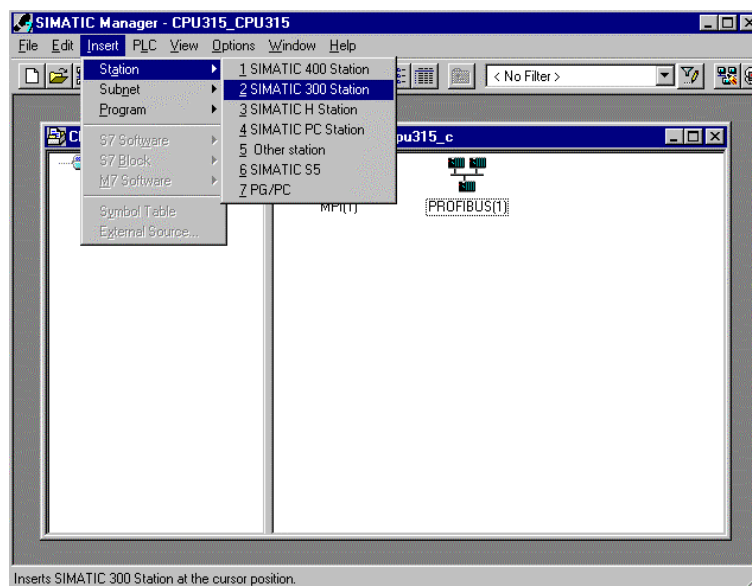 SIMATIC Manager - CPU315_CPU315
File Edit Insert PLC View Options Window Help
< No Filter >
Station
Subnet
Program
S7 Software
S7 Block
M7 Software
Symbol Table
External Source...
1 SIMATIC 400 Station
2 SIMATIC 300 Station
3 SIMATIC H Station
4 SIMATIC PC Station
5 Other station
6 SIMATIC S5
7 PG/PC
pu315_c
MPI(1)
PROFIBUS(1)
Inserts SIMATIC 300 Station at the cursor position.